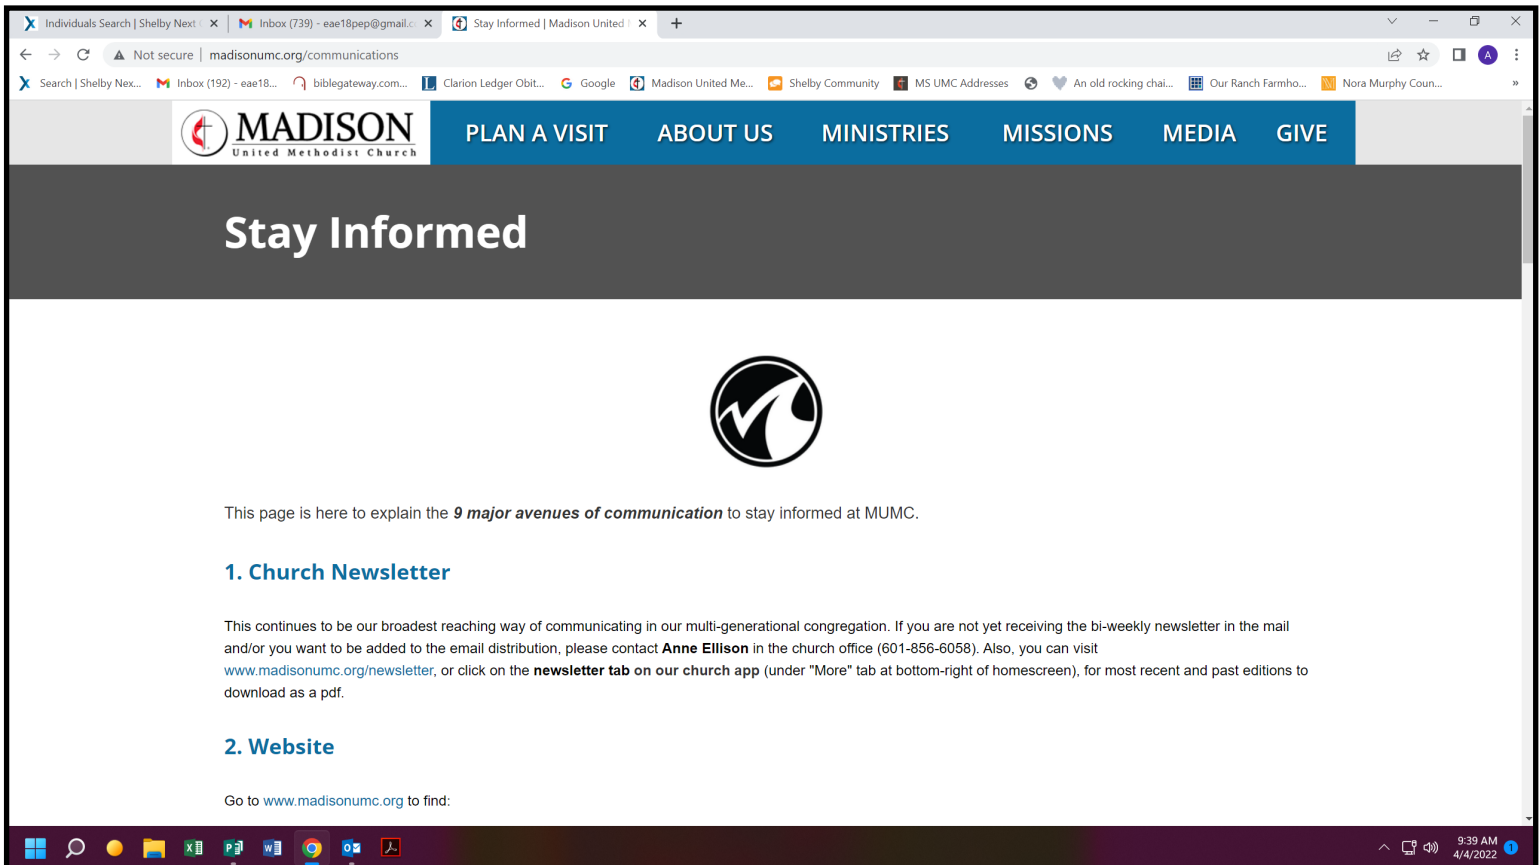 Individuals Search | Shelby Next
Inbox (739) - eae18pep@gmail.c
Stay Informed | Madison United
Not secure | madisonumc.org/communications
A
Search | Shelby Nex...
Inbox (192) - eae18...
biblegateway.com...
Clarion Ledger Obit...
Google
Madison United Me...
Shelby Community
MS UMC Addresses
An old rocking chai...
Our Ranch Farmho...
Nora Murphy Coun...
»
MADISON
United Methodist Church
PLAN A VISIT
ABOUT US
MINISTRIES
MISSIONS
MEDIA
GIVE
Stay Informed
This page is here to explain the 9 major avenues of communication to stay informed at MUMC.
1. Church Newsletter
This continues to be our broadest reaching way of communicating in our multi-generational congregation. If you are not yet receiving the bi-weekly newsletter in the mail
and/or you want to be added to the email distribution, please contact Anne Ellison in the church office (601-856-6058). Also, you can visit
www.madisonumc.org/newsletter, or click on the newsletter tab on our church app (under "More" tab at bottom-right of homescreen), for most recent and past editions to
download as a pdf.
2. Website
Go to www.madisonumc.org to find:
9:39 AM
4/4/2022
1